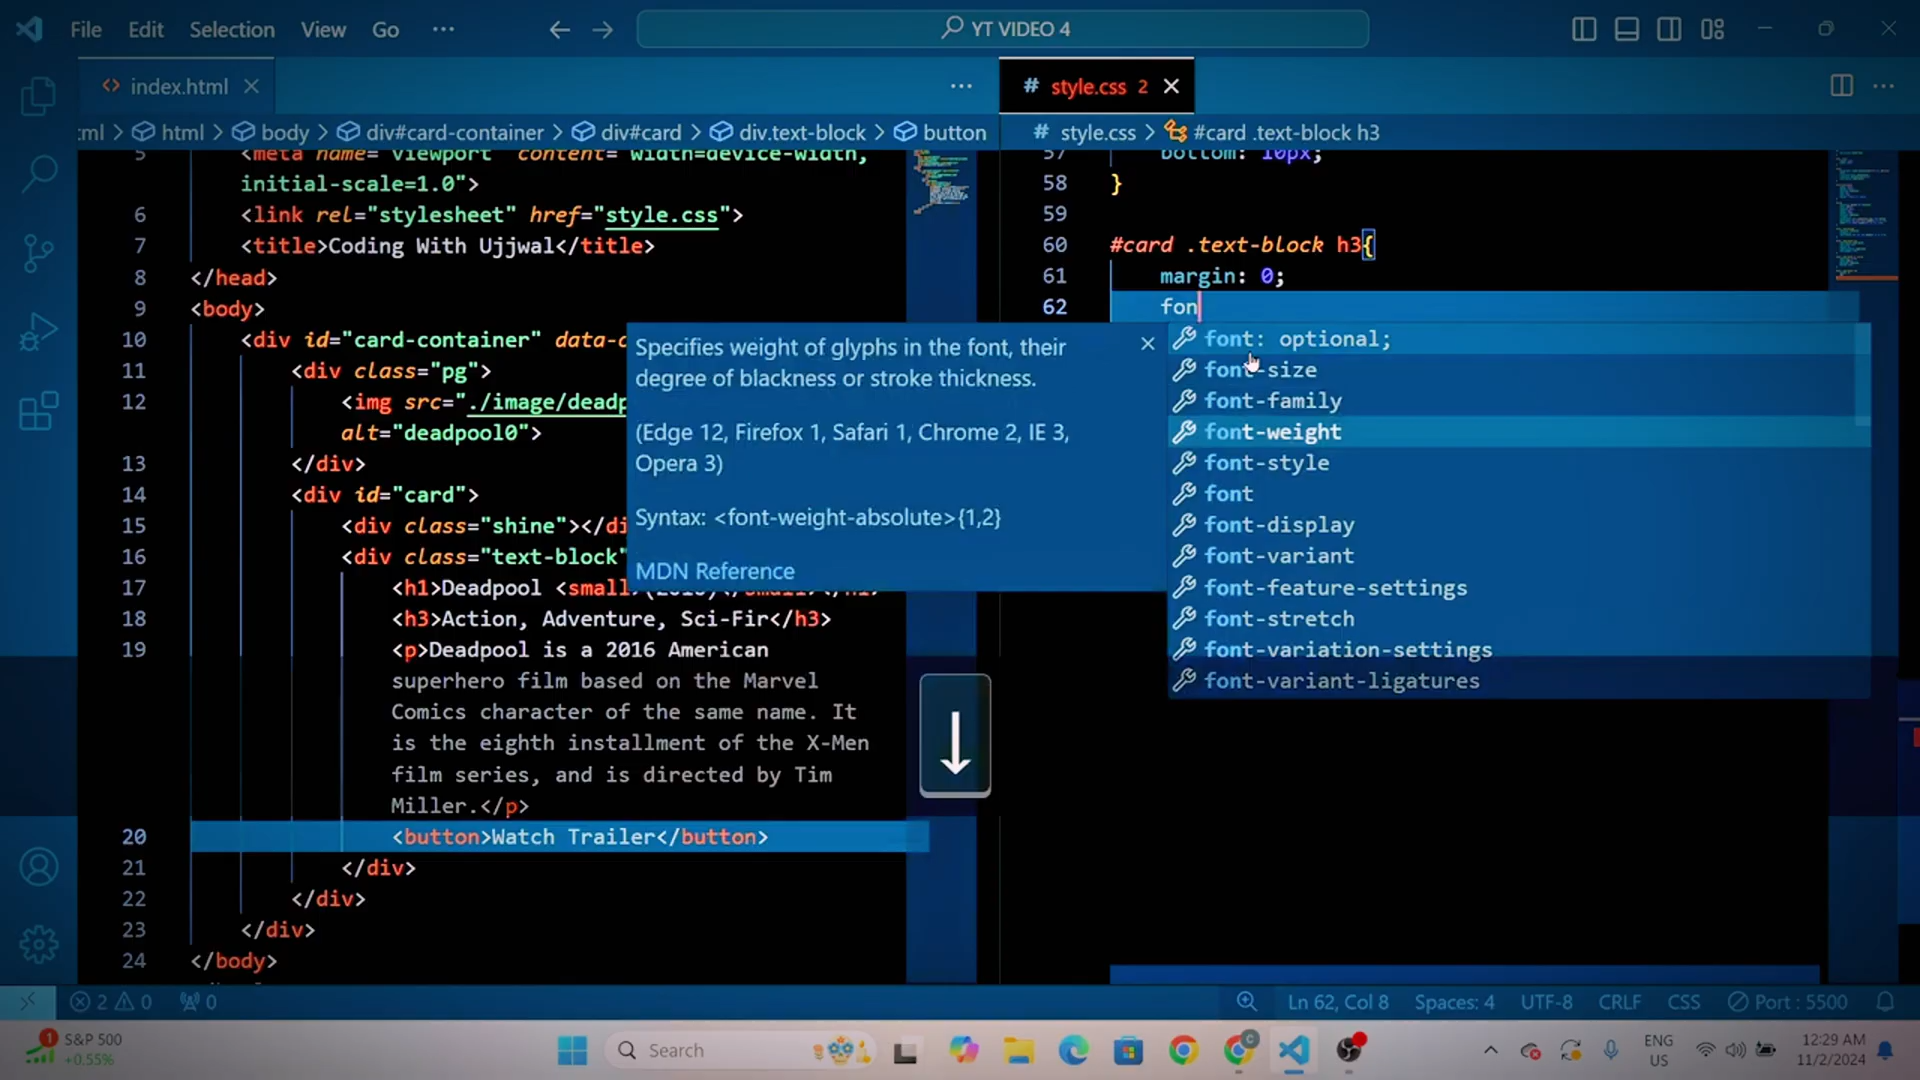 File Edit Selection View Go ···
YT VIDEO 4
index.html
style.css 2
ml > html > body > div#card-container > div#card > div.text-block > button
style.css > #card .text-block h3
5 <meta name="viewport" content="width=device-width,
initial-scale=1.0">
6 <link rel="stylesheet" href="style.css">
7 <title>Coding With Ujjwal</title>
8 </head>
9 <body>
10 <div id="card-container" data-c
11 <div class="pg">
12 <img src="./image/deadp
alt="deadpool0">
13 </div>
14 <div id="card">
15 <div class="shine"></di
16 <div class="text-block"
17 <h1>Deadpool <small>
18 <h3>Action, Adventure, Sci-Fir</h3>
19 <p>Deadpool is a 2016 American
superhero film based on the Marvel
Comics character of the same name. It
is the eighth installment of the X-Men
film series, and is directed by Tim
Miller.</p>
20 <button>Watch Trailer</button>
21 </div>
22 </div>
23 </div>
24 </body>
57 bottom: 10px;
58 }
59
60 #card .text-block h3{
61 margin: 0;
62 fon
Specifies weight of glyphs in the font, their
degree of blackness or stroke thickness.
(Edge 12, Firefox 1, Safari 1, Chrome 2, IE 3,
Opera 3)
Syntax: <font-weight-absolute>{1,2}
MDN Reference
font: optional;
font-size
font-family
font-weight
font-style
font
font-display
font-variant
font-feature-settings
font-stretch
font-variation-settings
font-variant-ligatures
2 0 0
Ln 62, Col 8 Spaces: 4 UTF-8 CRLF CSS Port : 5500
1 S&P 500
+0.55%
Search
ENG
US
12:29 AM
11/2/2024